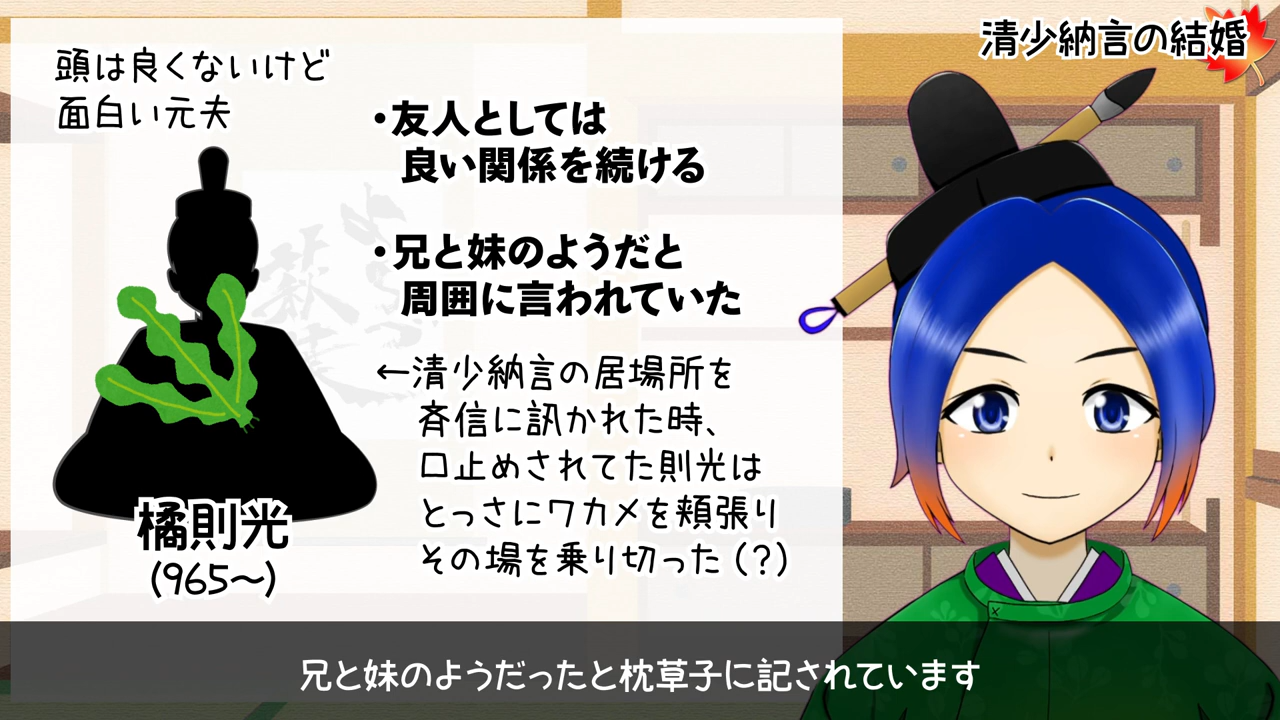 清少納言の結婚
頭は良くないけど
面白い元夫
・友人としては
良い関係を続ける
・兄と妹のようだと
周囲に言われていた
←清少納言の居場所を
斉信に訊かれた時、
口止めされてた則光は
とっさにワカメを頬張り
その場を乗り切った(?)
橘則光
(965〜)
兄と妹のようだったと枕草子に記されています